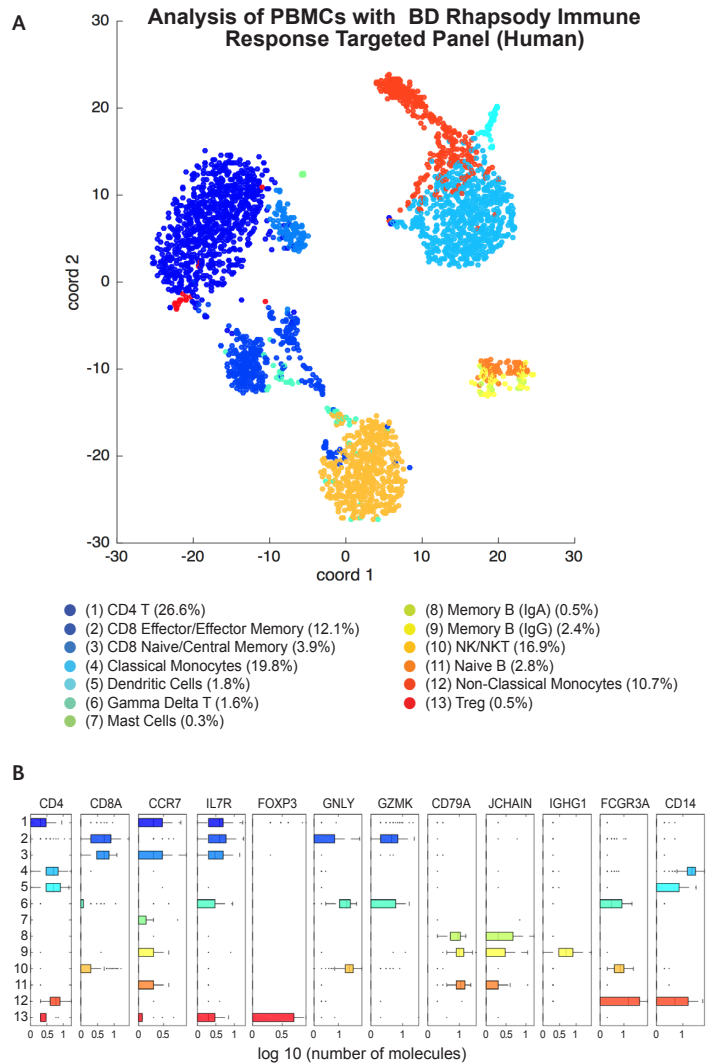 A
Analysis of PBMCs with BD Rhapsody Immune
Response Targeted Panel (Human)
30
20
10
0
-10
-20
-30
coord 2
-30
-20
-10
0
10
20
30
coord 1
(1) CD4 T (26.6%)
(2) CD8 Effector/Effector Memory (12.1%)
(3) CD8 Naive/Central Memory (3.9%)
(4) Classical Monocytes (19.8%)
(5) Dendritic Cells (1.8%)
(6) Gamma Delta T (1.6%)
(7) Mast Cells (0.3%)
(8) Memory B (IgA) (0.5%)
(9) Memory B (IgG) (2.4%)
(10) NK/NKT (16.9%)
(11) Naive B (2.8%)
(12) Non-Classical Monocytes (10.7%)
(13) Treg (0.5%)
B
CD4 CD8A CCR7 IL7R FOXP3 GNLY GZMK CD79A JCHAIN IGHG1 FCGR3A CD14
1
2
3
4
5
6
7
8
9
10
11
12
13
0 0.5 1 0 1 0 0.5 0 0.5 1 0 0.5 0 1 0 1 0 1 0 0.5 1 0 1 0 1 0 1
log 10 (number of molecules)